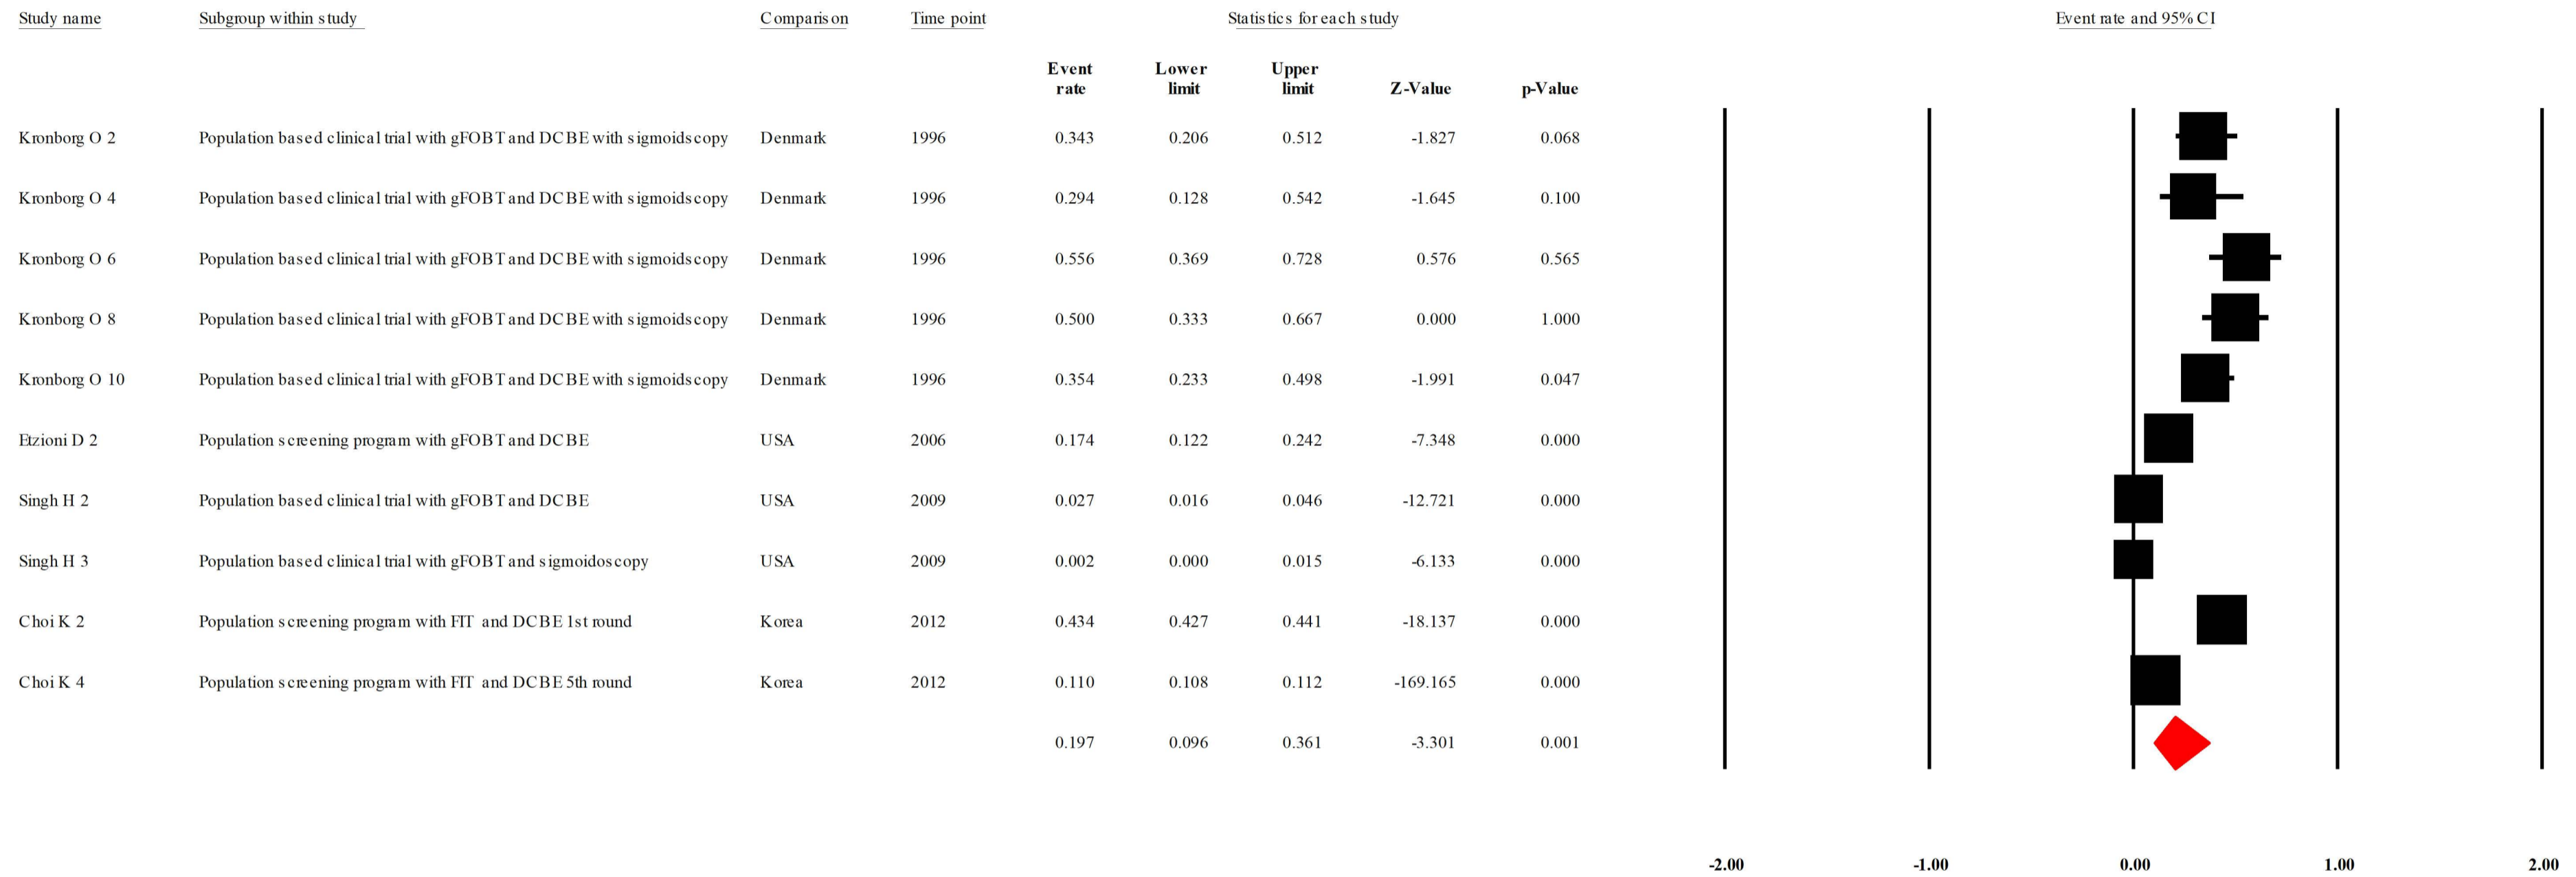 Study name Subgroup within study Comparison Time point Statistics for each study Event rate and 95% CI
Event rate Lower limit Upper limit Z-Value p-Value
Kronborg O 2 Population based clinical trial with gFOBT and DCBE with sigmoidscopy Denmark 1996 0.343 0.206 0.512 -1.827 0.068
Kronborg O 4 Population based clinical trial with gFOBT and DCBE with sigmoidscopy Denmark 1996 0.294 0.128 0.542 -1.645 0.100
Kronborg O 6 Population based clinical trial with gFOBT and DCBE with sigmoidscopy Denmark 1996 0.556 0.369 0.728 0.576 0.565
Kronborg O 8 Population based clinical trial with gFOBT and DCBE with sigmoidscopy Denmark 1996 0.500 0.333 0.667 0.000 1.000
Kronborg O 10 Population based clinical trial with gFOBT and DCBE with sigmoidscopy Denmark 1996 0.354 0.233 0.498 -1.991 0.047
Etzioni D 2 Population screening program with gFOBT and DCBE USA 2006 0.174 0.122 0.242 -7.348 0.000
Singh H 2 Population based clinical trial with gFOBT and DCBE USA 2009 0.027 0.016 0.046 -12.721 0.000
Singh H 3 Population based clinical trial with gFOBT and sigmoidoscopy USA 2009 0.002 0.000 0.015 -6.133 0.000
Choi K 2 Population screening program with FIT and DCBE 1st round Korea 2012 0.434 0.427 0.441 -18.137 0.000
Choi K 4 Population screening program with FIT and DCBE 5th round Korea 2012 0.110 0.108 0.112 -169.165 0.000
0.197 0.096 0.361 -3.301 0.001
-2.00 -1.00 0.00 1.00 2.00